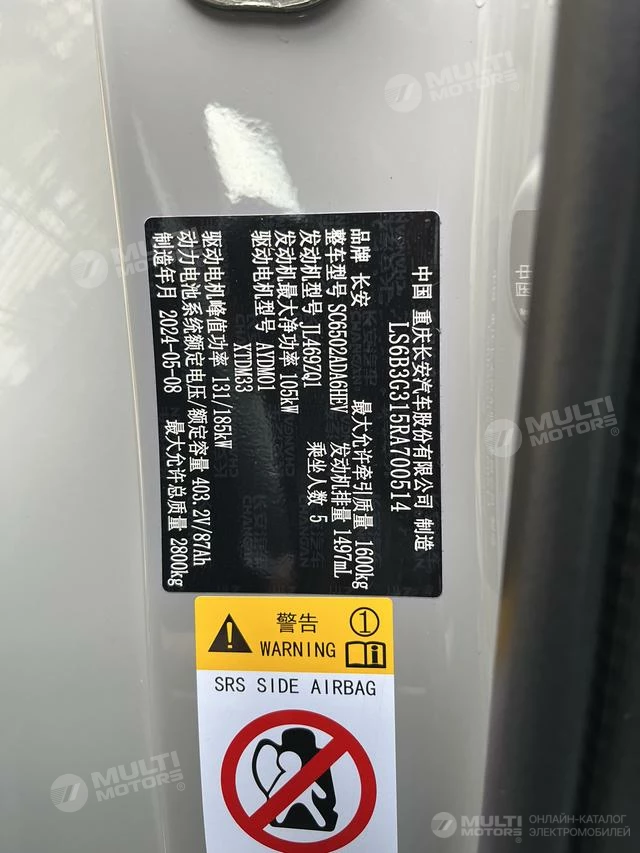 中国 重庆长安汽车股份有限公司 制造
LS6B3G315RA700514
品牌 长安 最大允许牵引质量 1600kg
整车型号 SC6502ADA6HEV 发动机排量 1497mL
发动机型号 JL469ZQ1 乘坐人数 5
发动机最大净功率 105kW
驱动电机型号 AYDM01
XTDM33
驱动电机峰值功率 131/185kW
动力电池系统额定电压/额定容量 403.2V/87Ah
制造年月 2024-05-08 最大允许总质量 2800kg
警告 1
WARNING
SRS SIDE AIRBAG
MULTI MOTORS
MULTI MOTORS
MULTI MOTORS
MULTI MOTORS
MULTI MOTORS ОНЛАЙН-КАТАЛОГ
ЭЛЕКТРОМОБИЛЕЙ